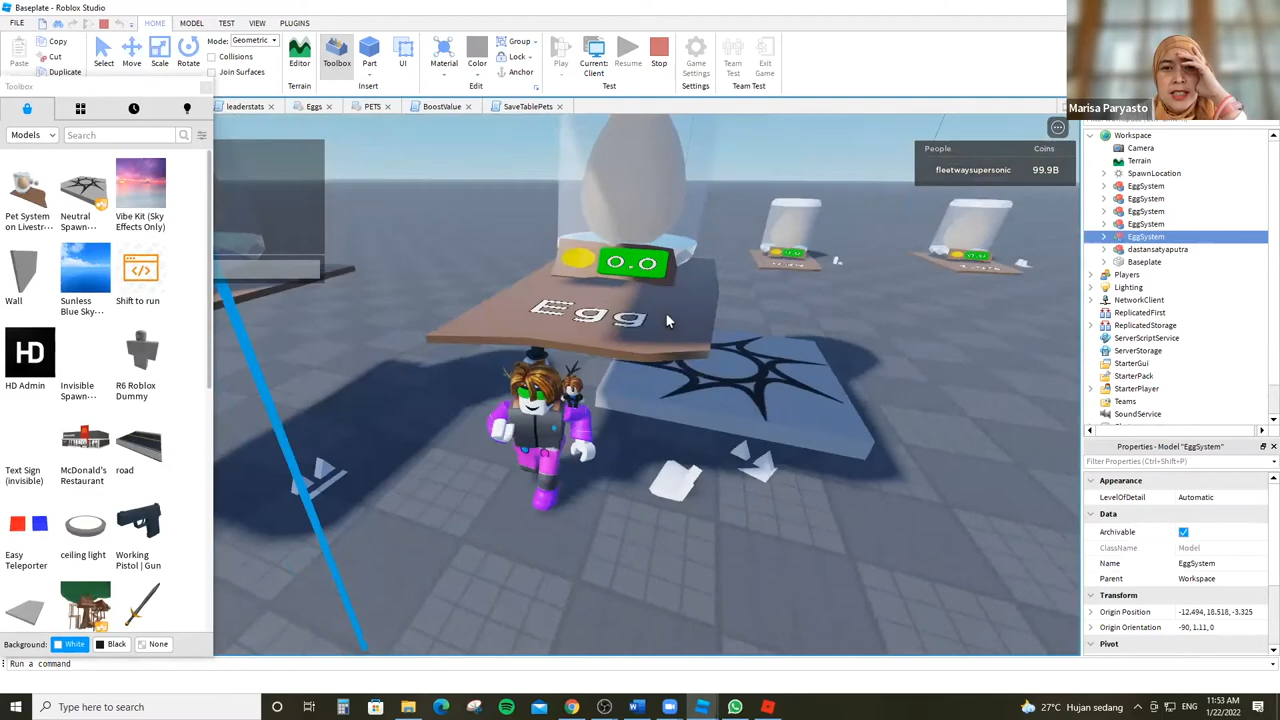 Baseplate - Roblox Studio
FILE
HOME
MODEL
TEST
VIEW
PLUGINS
Paste
Copy
Cut
Duplicate
Select
Move
Scale
Rotate
Mode: Geometric
Collisions
Join Surfaces
Editor
Toolbox
Part
UI
Material
Color
Group
Lock
Anchor
Play
Current: Client
Resume
Stop
Game Settings
Team Test
Exit Game
Terrain
Insert
Edit
Test
Settings
Team Test
Marisa Paryasto
Toolbox
leaderstats
Eggs
PETS
BoostValue
SaveTablePets
Models
Search
Pet System on Livestr...
Neutral Spawn...
Vibe Kit (Sky Effects Only)
Wall
Sunless Blue Sky...
Shift to run
HD
HD Admin
Invisible Spawn...
R6 Roblox Dummy
Text Sign (invisible)
McDonald's Restaurant
road
Easy Teleporter
ceiling light
Working Pistol | Gun
Background: White Black None
People Coins
fleetwaysupersonic 99.9B
0.0
Egg
Workspace
Camera
Terrain
SpawnLocation
EggSystem
EggSystem
EggSystem
EggSystem
EggSystem
dastansatyaputra
Baseplate
Players
Lighting
NetworkClient
ReplicatedFirst
ReplicatedStorage
ServerScriptService
ServerStorage
StarterGui
StarterPack
StarterPlayer
Teams
SoundService
Properties - Model "EggSystem"
Filter Properties (Ctrl+Shift+P)
Appearance
LevelOfDetail Automatic
Data
Archivable
ClassName Model
Name EggSystem
Parent Workspace
Transform
Origin Position -12.494, 18.518, -3.325
Origin Orientation -90, 1.11, 0
Pivot
Run a command
Type here to search
27°C Hujan sedang
ENG
11:53 AM
1/22/2022